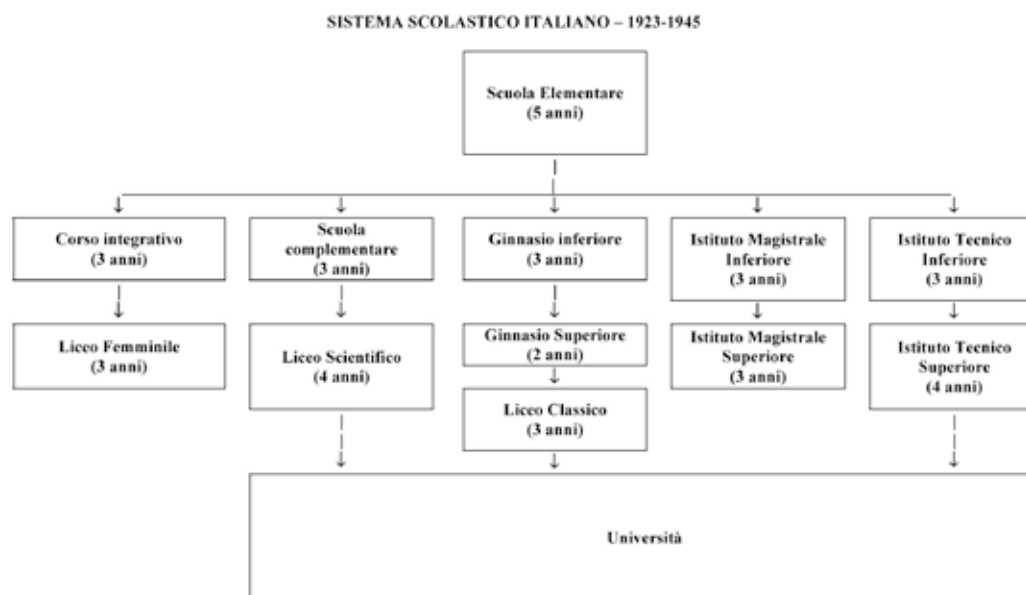 SISTEMA SCOLASTICO ITALIANO – 1923-1945
Scuola Elementare
(5 anni)
Corso integrativo
(3 anni)
Scuola
complementare
(3 anni)
Ginnasio inferiore
(3 anni)
Istituto Magistrale
Inferiore
(3 anni)
Istituto Tecnico
Inferiore
(3 anni)
Liceo Femminile
(3 anni)
Liceo Scientifico
(4 anni)
Ginnasio Superiore
(2 anni)
Istituto Magistrale
Superiore
(3 anni)
Istituto Tecnico
Superiore
(4 anni)
Liceo Classico
(3 anni)
Università